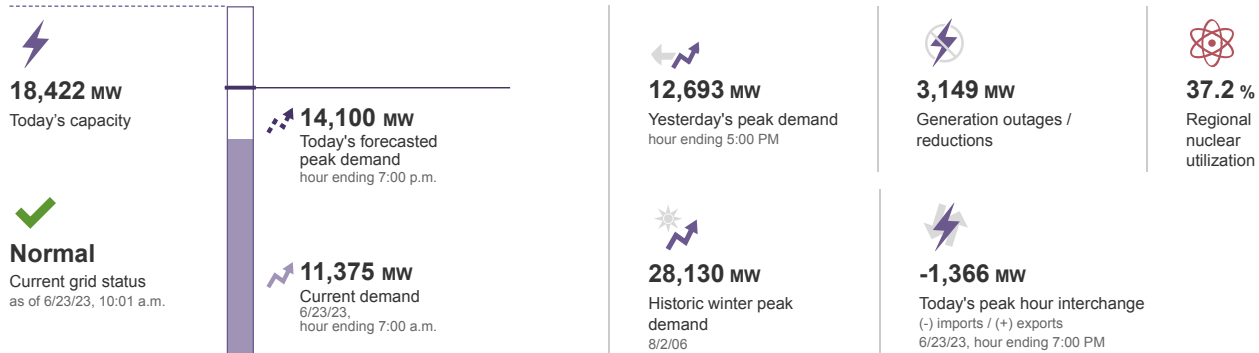 18,422 MW
Today's capacity
Normal
Current grid status
as of 6/23/23, 10:01 a.m.
14,100 MW
Today's forecasted
peak demand
hour ending 7:00 p.m.
11,375 MW
Current demand
6/23/23,
hour ending 7:00 a.m.
12,693 MW
Yesterday's peak demand
hour ending 5:00 PM
3,149 MW
Generation outages /
reductions
37.2 %
Regional
nuclear
utilization
28,130 MW
Historic winter peak
demand
8/2/06
-1,366 MW
Today's peak hour interchange
(-) imports / (+) exports
6/23/23, hour ending 7:00 PM